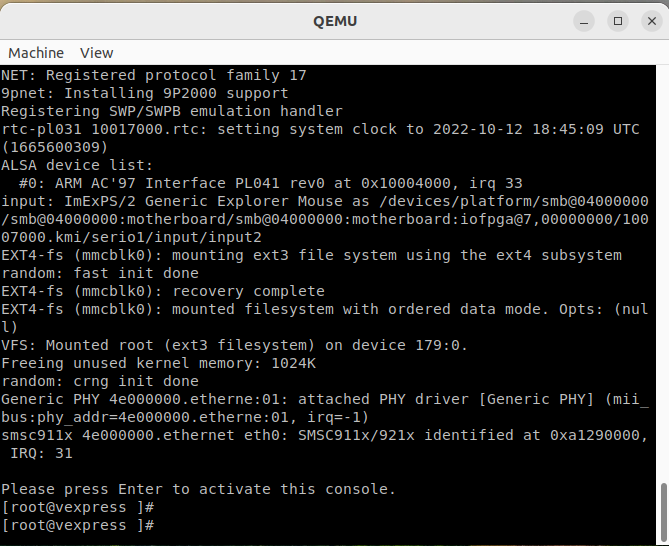 QEMU
Machine View
NET: Registered protocol family 17
9pnet: Installing 9P2000 support
Registering SWP/SWPB emulation handler
rtc-pl031 10017000.rtc: setting system clock to 2022-10-12 18:45:09 UTC
(1665600309)
ALSA device list:
  #0: ARM AC'97 Interface PL041 rev0 at 0x10004000, irq 33
input: ImExPS/2 Generic Explorer Mouse as /devices/platform/smb@04000000
/smb@04000000:motherboard/smb@04000000:motherboard:iofpga@7,00000000/100
07000.kmi/serio1/input/input2
EXT4-fs (mmcblk0): mounting ext3 file system using the ext4 subsystem
random: fast init done
EXT4-fs (mmcblk0): recovery complete
EXT4-fs (mmcblk0): mounted filesystem with ordered data mode. Opts: (nul
l)
VFS: Mounted root (ext3 filesystem) on device 179:0.
Freeing unused kernel memory: 1024K
random: crng init done
Generic PHY 4e000000.etherne:01: attached PHY driver [Generic PHY] (mii_
bus:phy_addr=4e000000.etherne:01, irq=-1)
smsc911x 4e000000.ethernet eth0: SMSC911x/921x identified at 0xa1290000,
 IRQ: 31
Please press Enter to activate this console.
[root@vexpress ]#
[root@vexpress ]#